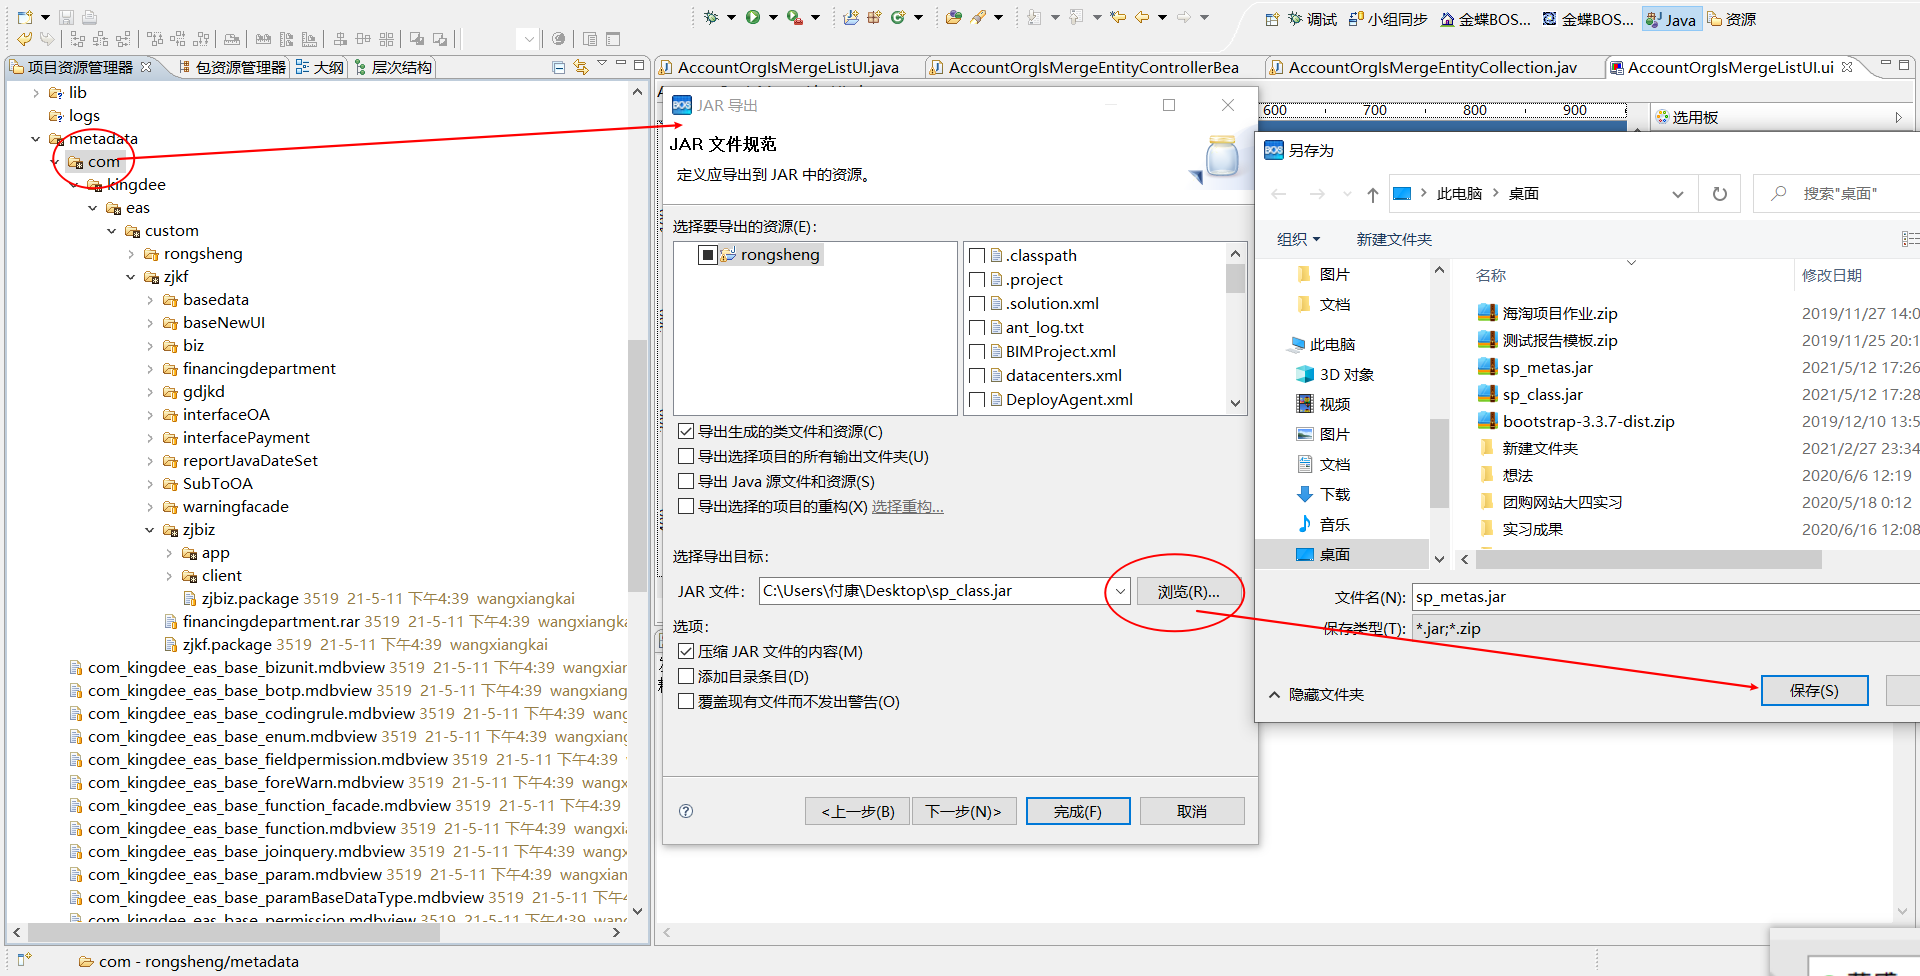 调试
小组同步
金蝶BOS...
金蝶BOS...
Java
资源
项目资源管理器
包资源管理器
大纲
层次结构
AccountOrgIsMergeListUI.java
AccountOrgIsMergeEntityControllerBea
AccountOrgIsMergeEntityCollection.jav
AccountOrgIsMergeListUI.ui
lib
logs
metadata
com
kingdee
eas
custom
rongsheng
zjkf
basedata
baseNewUI
biz
financingdepartment
gdjkd
interfaceOA
interfacePayment
reportJavaDateSet
SubToOA
warningfacade
zjbiz
app
client
zjbiz.package 3519 21-5-11 下午4:39 wangxiangkai
financingdepartment.rar 3519 21-5-11 下午4:39 wangxiangk
zjkf.package 3519 21-5-11 下午4:39 wangxiangkai
com_kingdee_eas_base_bizunit.mdbview 3519 21-5-11 下午4:39 wangxian
com_kingdee_eas_base_botp.mdbview 3519 21-5-11 下午4:39 wangxiang
com_kingdee_eas_base_codingrule.mdbview 3519 21-5-11 下午4:39 wang
com_kingdee_eas_base_enum.mdbview 3519 21-5-11 下午4:39 wangxiang
com_kingdee_eas_base_fieldpermission.mdbview 3519 21-5-11 下午4:39 wa
com_kingdee_eas_base_foreWarn.mdbview 3519 21-5-11 下午4:39 wangx
com_kingdee_eas_base_function_facade.mdbview 3519 21-5-11 下午4:39
com_kingdee_eas_base_function.mdbview 3519 21-5-11 下午4:39 wangxia
com_kingdee_eas_base_joinquery.mdbview 3519 21-5-11 下午4:39 wangx
com_kingdee_eas_base_param.mdbview 3519 21-5-11 下午4:39 wangxian
com_kingdee_eas_base_paramBaseDataType.mdbview 3519 21-5-11 下午4
com_kingdee_eas_base_permission.mdbview 3519 21-5-11 下午4:39 wan
com - rongsheng/metadata
JAR 导出
JAR 文件规范
定义应导出到 JAR 中的资源。
选择要导出的资源(E):
rongsheng
.classpath
.project
.solution.xml
ant_log.txt
BIMProject.xml
datacenters.xml
DeployAgent.xml
导出生成的类文件和资源(C)
导出选择项目的所有输出文件夹(U)
导出 Java 源文件和资源(S)
导出选择的项目的重构(X) 选择重构...
选择导出目标:
JAR 文件: C:\Users\付康\Desktop\sp_class.jar 浏览(R)...
选项:
压缩 JAR 文件的内容(M)
添加目录条目(D)
覆盖现有文件而不发出警告(O)
<上一步(B) 下一步(N)> 完成(F) 取消
600 700 800 900
选用板
另存为
此电脑 桌面
搜索"桌面"
组织 新建文件夹
图片
文档
此电脑
3D 对象
视频
图片
文档
下载
音乐
桌面
名称 修改日期
海淘项目作业.zip 2019/11/27 14:0
测试报告模板.zip 2019/11/25 20:1
sp_metas.jar 2021/5/12 17:26
sp_class.jar 2021/5/12 17:28
bootstrap-3.3.7-dist.zip 2019/12/10 13:5
新建文件夹 2021/2/27 23:34
想法 2020/6/6 12:19
团购网站大四实习 2020/5/18 0:12
实习成果 2020/6/16 12:08
文件名(N): sp_metas.jar
保存类型(T): *.jar;*.zip
隐藏文件夹
保存(S)